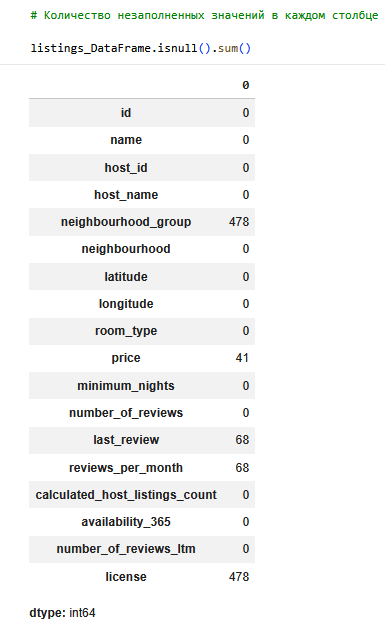 # Количество незаполненных значений в каждом столбце
listings_DataFrame.isnull().sum()
0
id 0
name 0
host_id 0
host_name 0
neighbourhood_group 478
neighbourhood 0
latitude 0
longitude 0
room_type 0
price 41
minimum_nights 0
number_of_reviews 0
last_review 68
reviews_per_month 68
calculated_host_listings_count 0
availability_365 0
number_of_reviews_ltm 0
license 478
dtype: int64